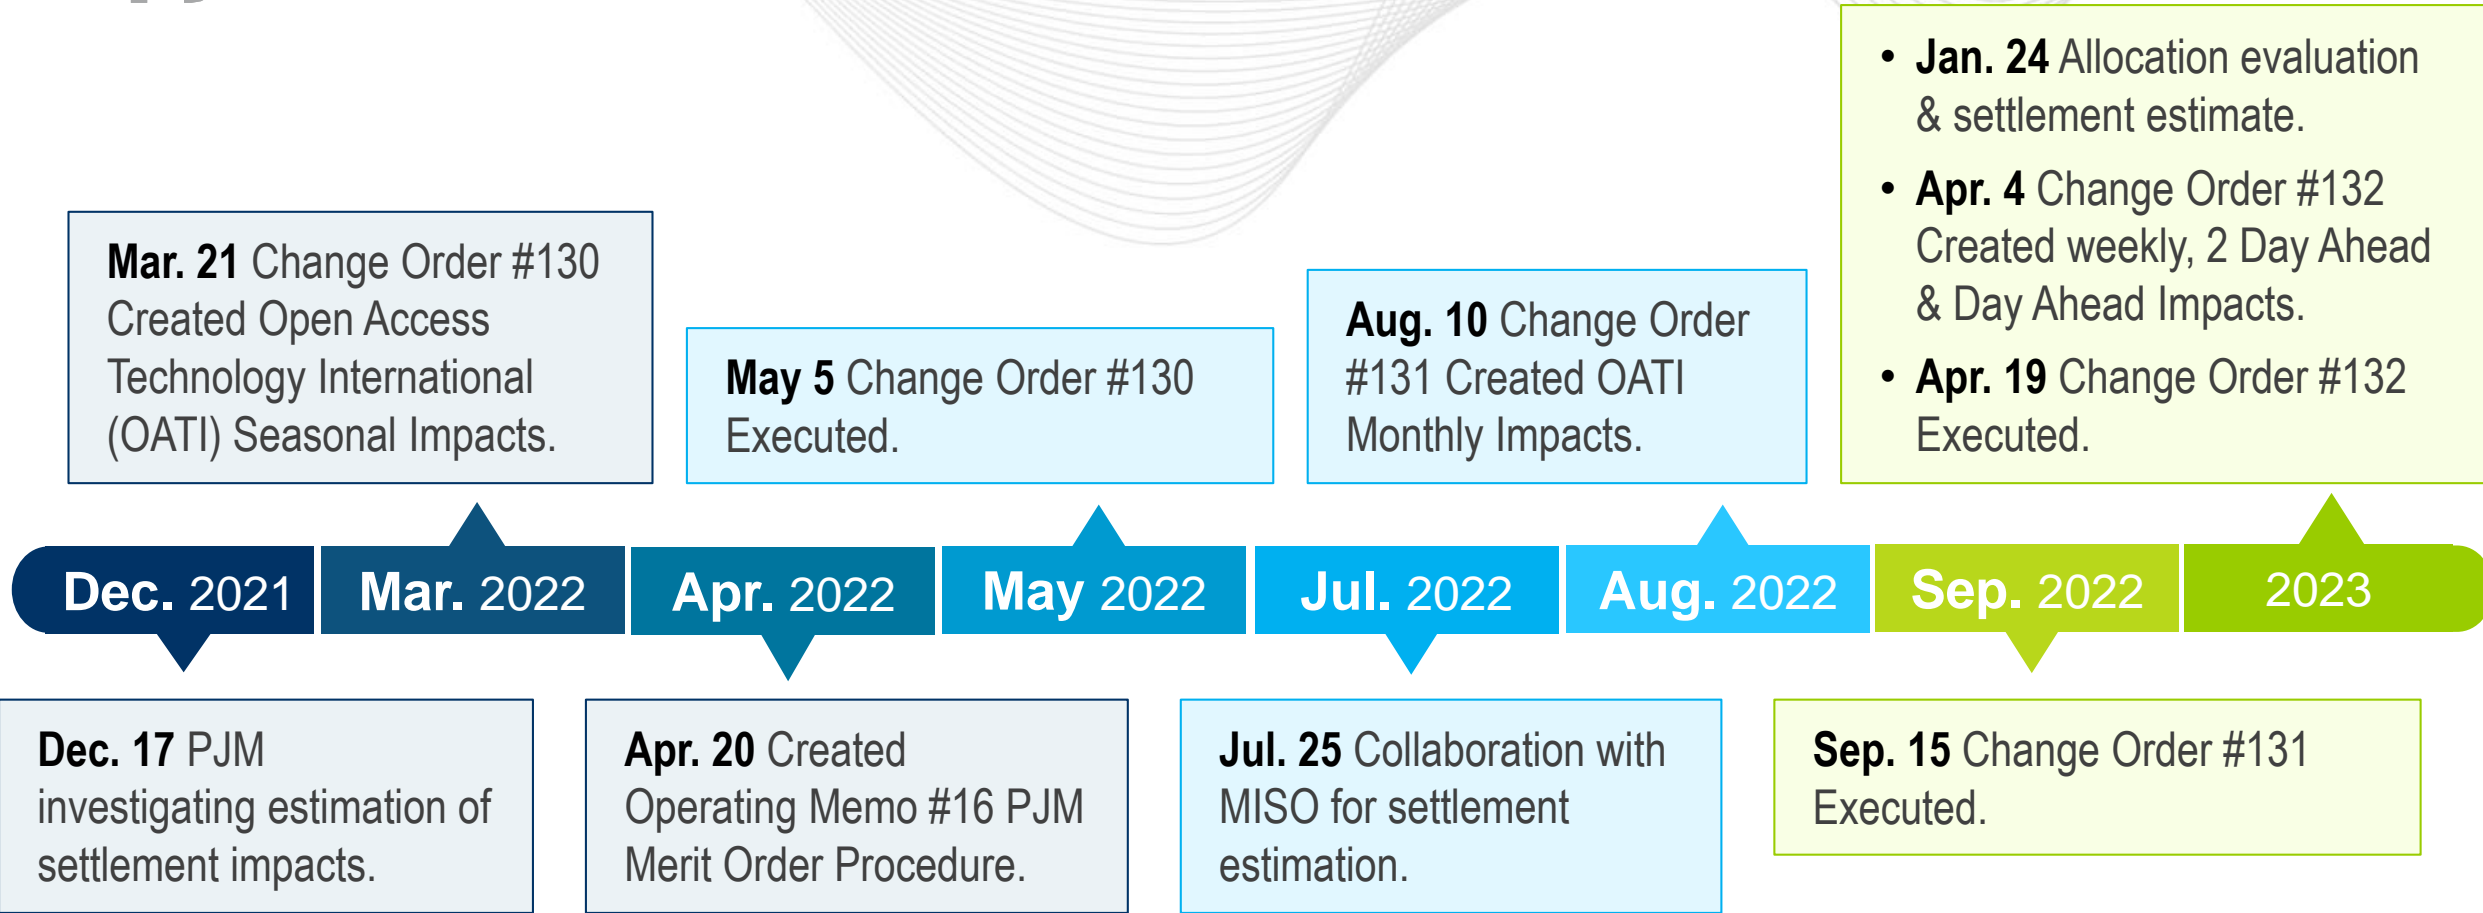 • Jan. 24 Allocation evaluation
& settlement estimate.
• Apr. 4 Change Order #132
Created weekly, 2 Day Ahead
& Day Ahead Impacts.
• Apr. 19 Change Order #132
Executed.
Mar. 21 Change Order #130
Created Open Access
Technology International
(OATI) Seasonal Impacts.
May 5 Change Order #130
Executed.
Aug. 10 Change Order
#131 Created OATI
Monthly Impacts.
Dec. 2021
Mar. 2022
Apr. 2022
May 2022
Jul. 2022
Aug. 2022
Sep. 2022
2023
Dec. 17 PJM
investigating estimation of
settlement impacts.
Apr. 20 Created
Operating Memo #16 PJM
Merit Order Procedure.
Jul. 25 Collaboration with
MISO for settlement
estimation.
Sep. 15 Change Order #131
Executed.